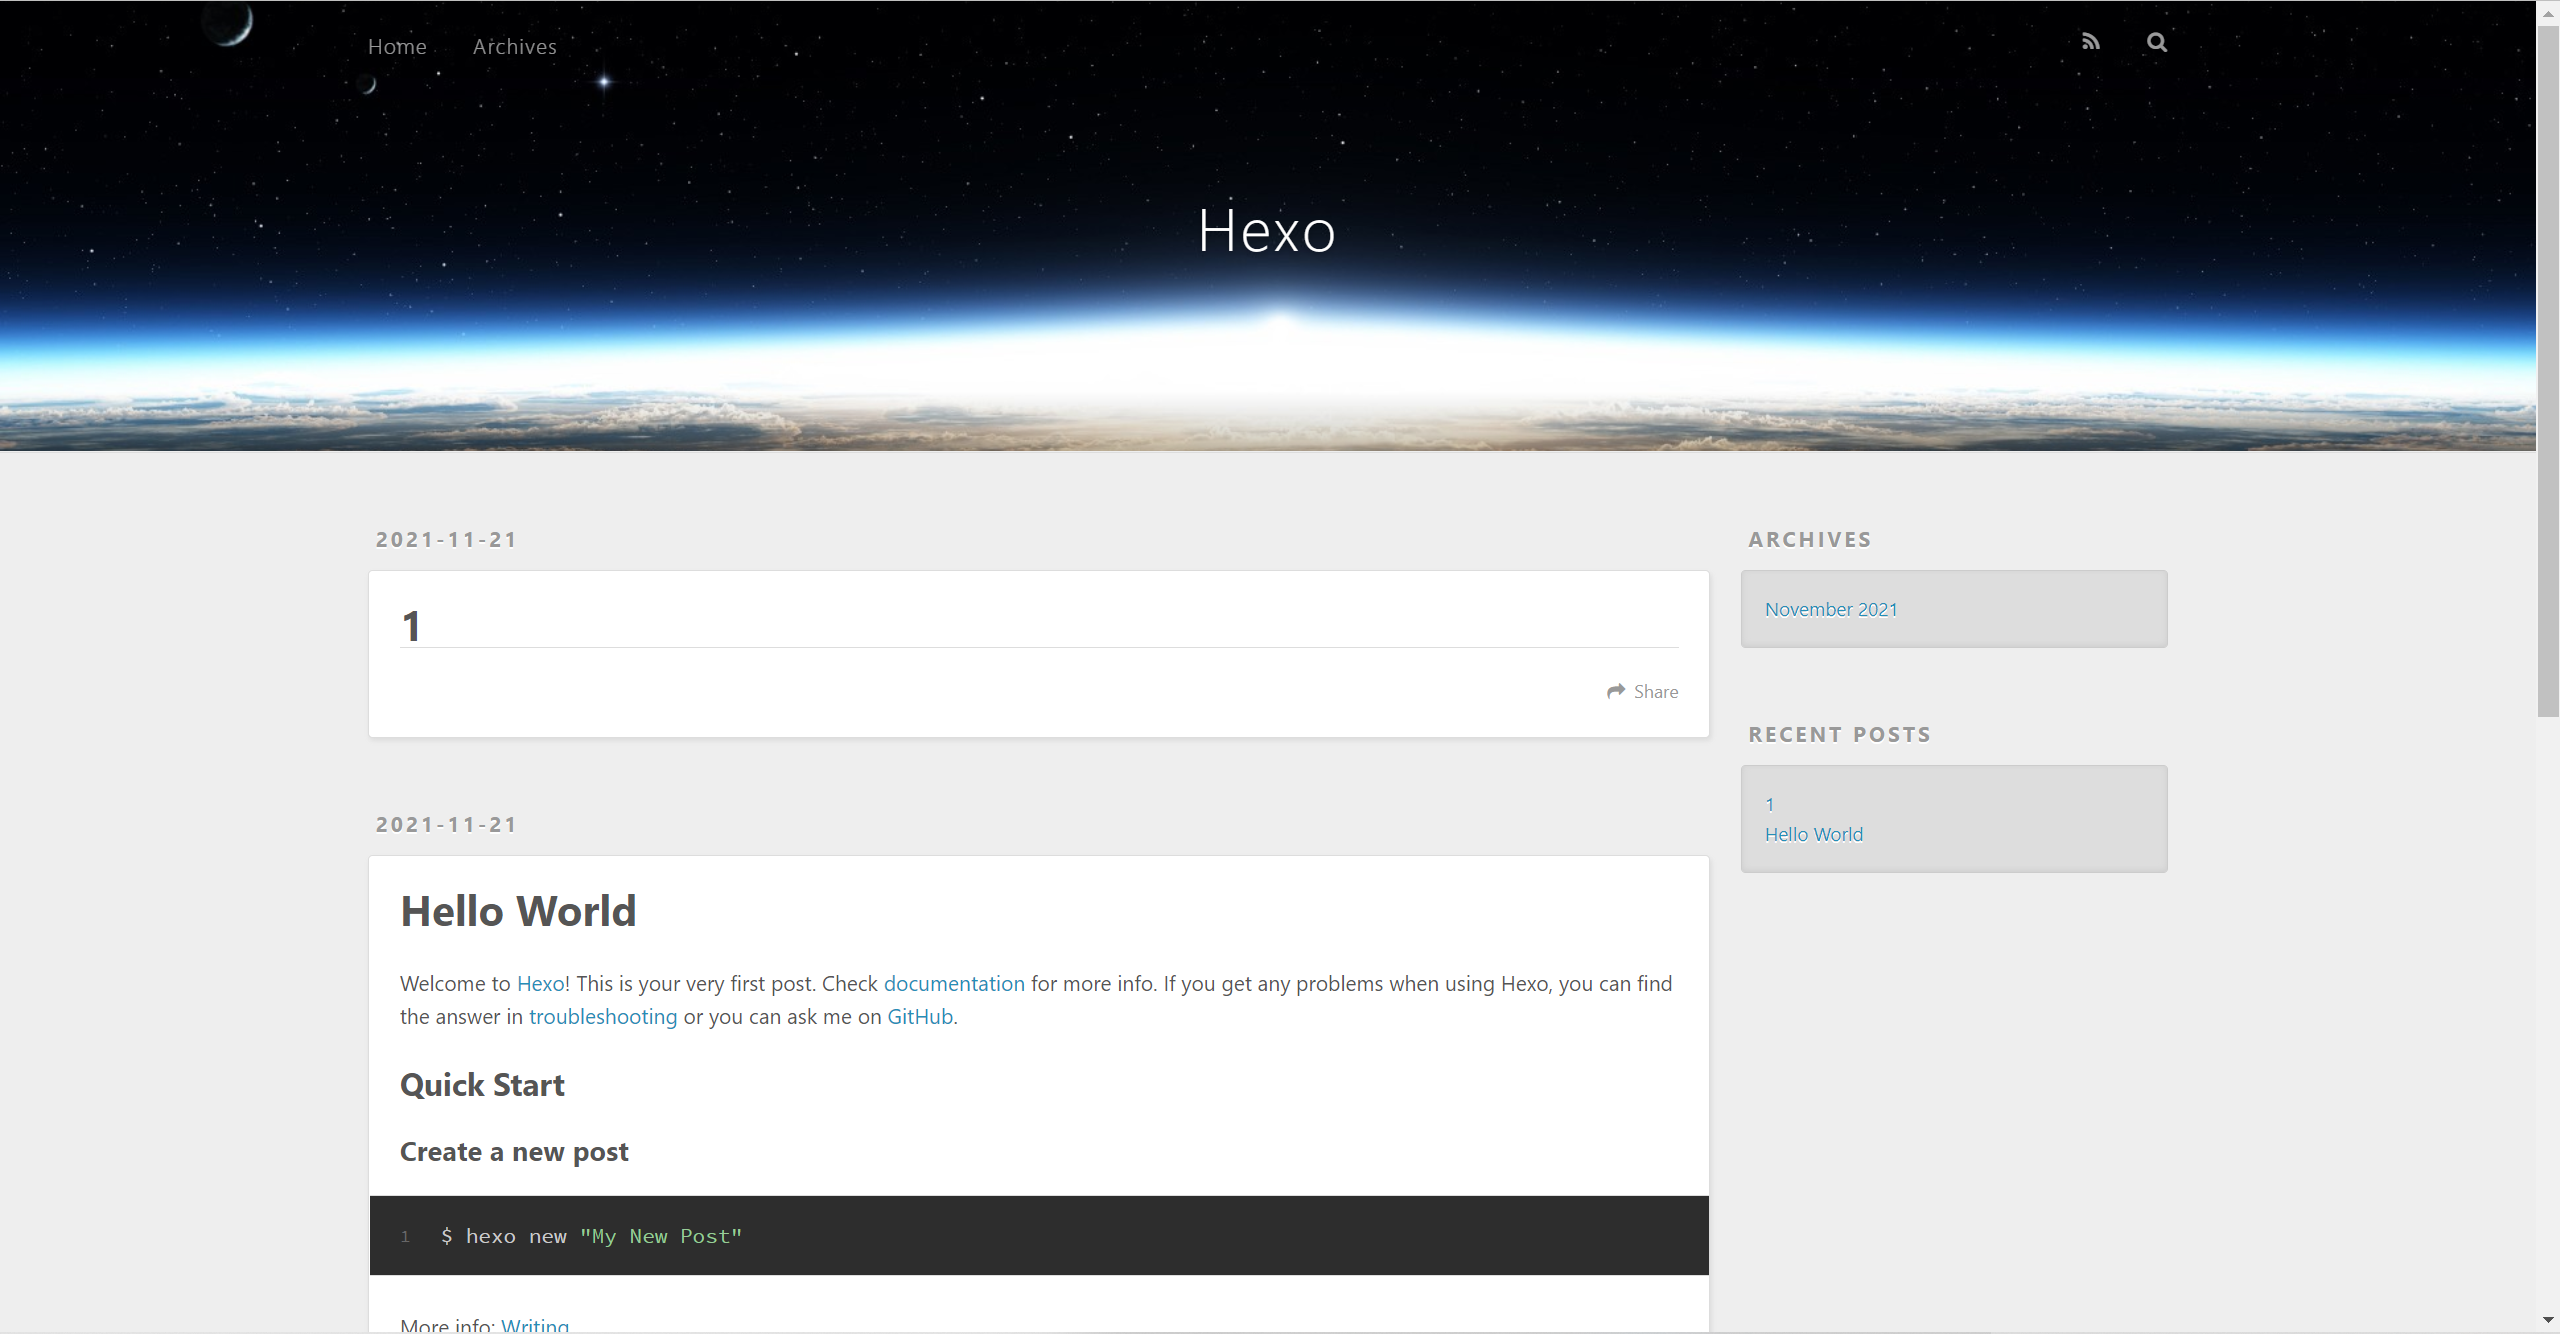 Home Archives
Hexo
2021-11-21
1
Share
2021-11-21
Hello World
Welcome to Hexo! This is your very first post. Check documentation for more info. If you get any problems when using Hexo, you can find
the answer in troubleshooting or you can ask me on GitHub.
Quick Start
Create a new post
1 $ hexo new "My New Post"
More info: Writing
ARCHIVES
November 2021
RECENT POSTS
1
Hello World